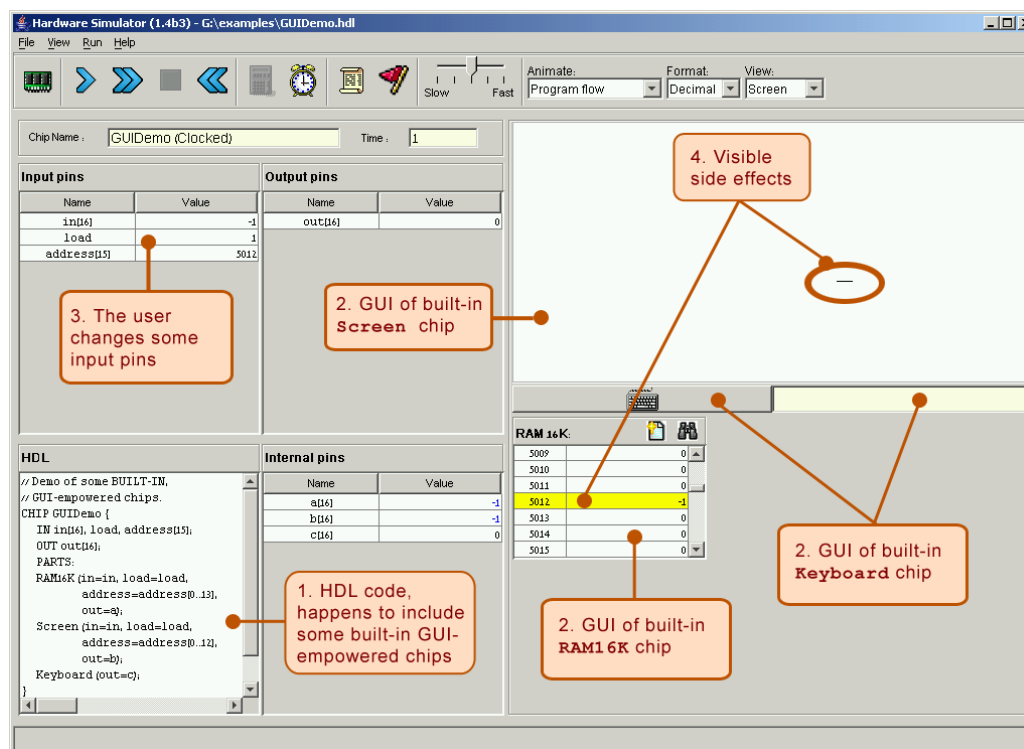 Hardware Simulator (1.4b3) - G:\examples\GUIDemo.hdl
File View Run Help
Slow Fast
Animate: Format: View:
Program flow Decimal Screen
Chip Name : GUIDemo (Clocked) Time : 1
Input pins
Name Value
in[16] -1
load 1
address[15] 5012
3. The user
changes some
input pins
Output pins
Name Value
out[16] 0
2. GUI of built-in
Screen chip
4. Visible
side effects
HDL
// Demo of some BUILT-IN,
// GUI-empowered chips.
CHIP GUIDemo {
IN in[16], load, address[15];
OUT out[16];
PARTS:
RAM16K (in=in, load=load,
address=address[0..13],
out=a);
Screen (in=in, load=load,
address=address[0..12],
out=b);
Keyboard (out=c);
}
Internal pins
Name Value
a[16] -1
b[16] -1
c[16] 0
1. HDL code,
happens to include
some built-in GUI-
empowered chips
RAM 16K:
5009 0
5010 0
5011 0
5012 -1
5013 0
5014 0
5015 0
2. GUI of built-in
RAM16K chip
2. GUI of built-in
Keyboard chip